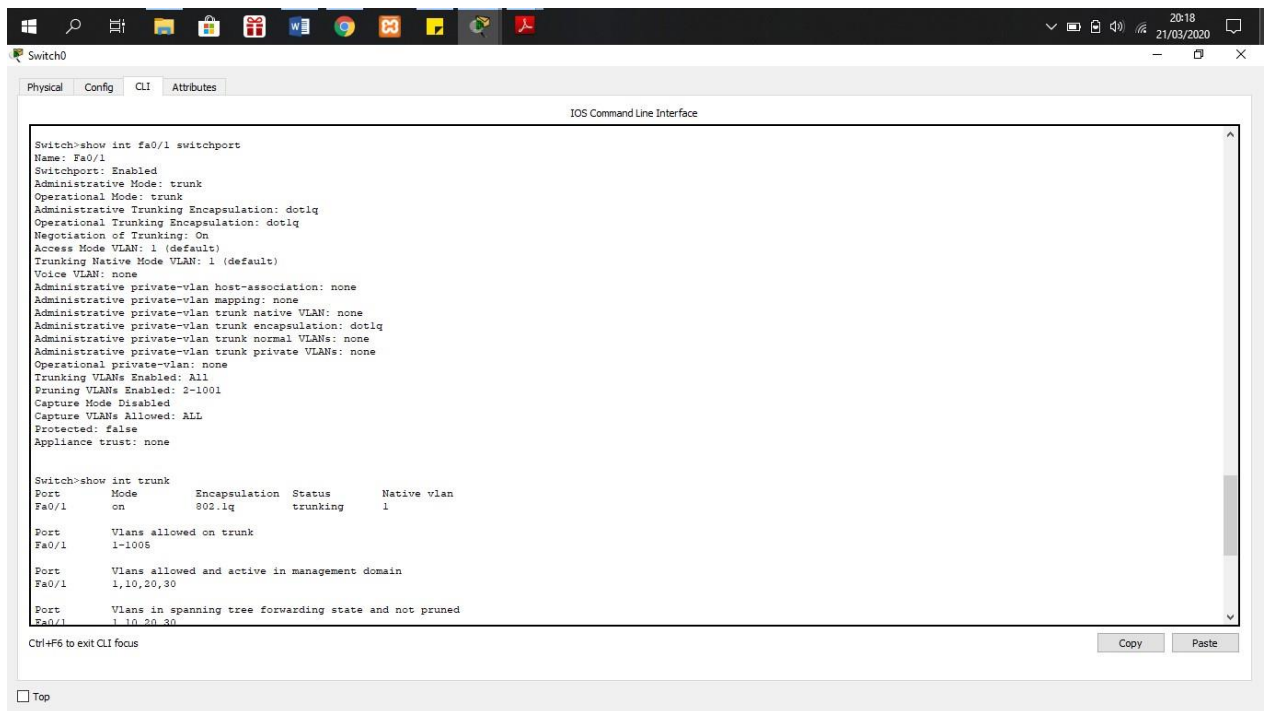 20:18
21/03/2020
Switch0
Physical Config CLI Attributes
IOS Command Line Interface
Switch>show int fa0/1 switchport
Name: Fa0/1
Switchport: Enabled
Administrative Mode: trunk
Operational Mode: trunk
Administrative Trunking Encapsulation: dot1q
Operational Trunking Encapsulation: dot1q
Negotiation of Trunking: On
Access Mode VLAN: 1 (default)
Trunking Native Mode VLAN: 1 (default)
Voice VLAN: none
Administrative private-vlan host-association: none
Administrative private-vlan mapping: none
Administrative private-vlan trunk native VLAN: none
Administrative private-vlan trunk encapsulation: dot1q
Administrative private-vlan trunk normal VLANs: none
Administrative private-vlan trunk private VLANs: none
Operational private-vlan: none
Trunking VLANs Enabled: All
Pruning VLANs Enabled: 2-1001
Capture Mode Disabled
Capture VLANs Allowed: ALL
Protected: false
Appliance trust: none
Switch>show int trunk
Port Mode Encapsulation Status Native vlan
Fa0/1 on 802.1q trunking 1
Port Vlans allowed on trunk
Fa0/1 1-1005
Port Vlans allowed and active in management domain
Fa0/1 1,10,20,30
Port Vlans in spanning tree forwarding state and not pruned
Fa0/1 1,10,20,30
Ctrl+F6 to exit CLI focus
Copy Paste
Top